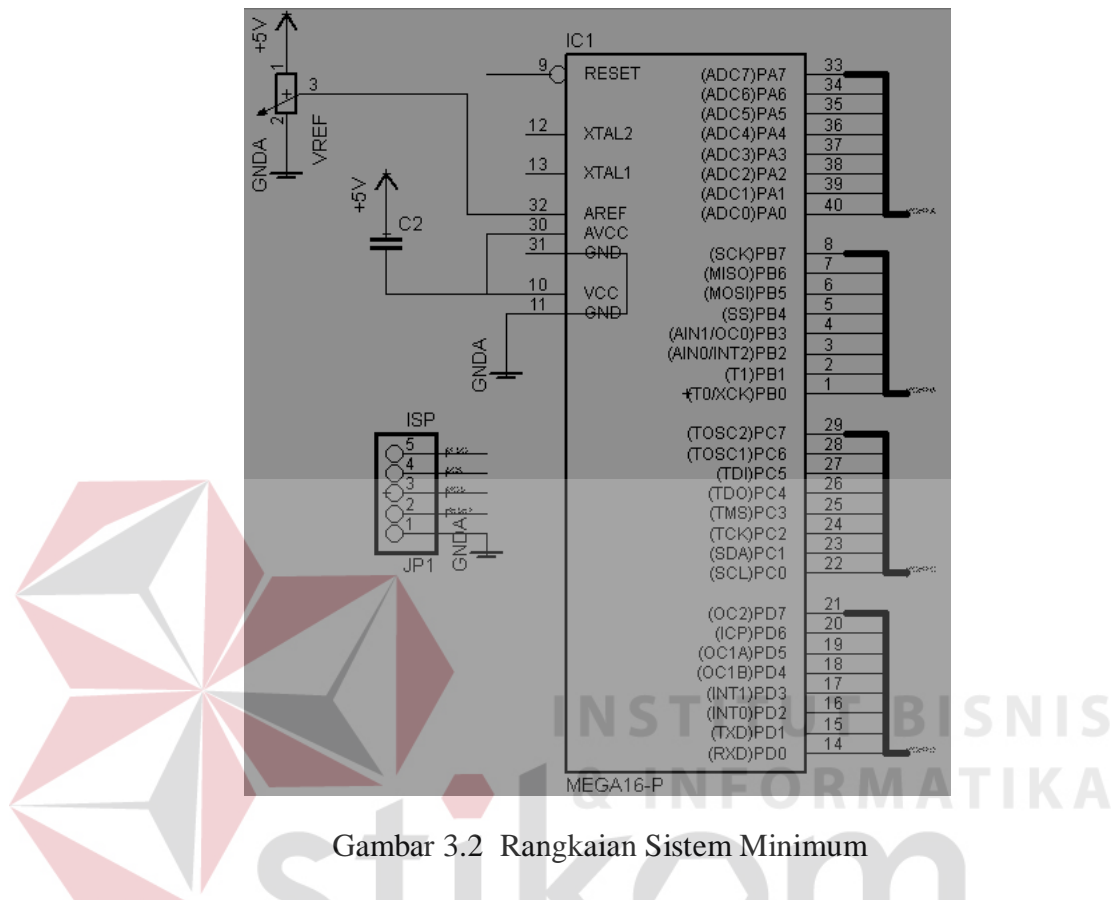 +5V
1
3
2
GNDA
VREF
+5V
C2
GNDA
IC1
9
RESET
12
XTAL2
13
XTAL1
32
AREF
30
AVCC
31
GND
10
VCC
11
GND
(ADC7)PA7 33
(ADC6)PA6 34
(ADC5)PA5 35
(ADC4)PA4 36
(ADC3)PA3 37
(ADC2)PA2 38
(ADC1)PA1 39
(ADC0)PA0 40
(SCK)PB7 8
(MISO)PB6 7
(MOSI)PB5 6
(SS)PB4 5
(AIN1/OC0)PB3 4
(AIN0/INT2)PB2 3
(T1)PB1 2
(T0/XCK)PB0 1
(TOSC2)PC7 29
(TOSC1)PC6 28
(TDI)PC5 27
(TDO)PC4 26
(TMS)PC3 25
(TCK)PC2 24
(SDA)PC1 23
(SCL)PC0 22
(OC2)PD7 21
(ICP)PD6 20
(OC1A)PD5 19
(OC1B)PD4 18
(INT1)PD3 17
(INT0)PD2 16
(TXD)PD1 15
(RXD)PD0 14
MEGA16-P
ISP
5
4
3
2
1
JP1
GNDA
INSTITUT BISNIS
& INFORMATIKA
Gambar 3.2 Rangkaian Sistem Minimum
stikom